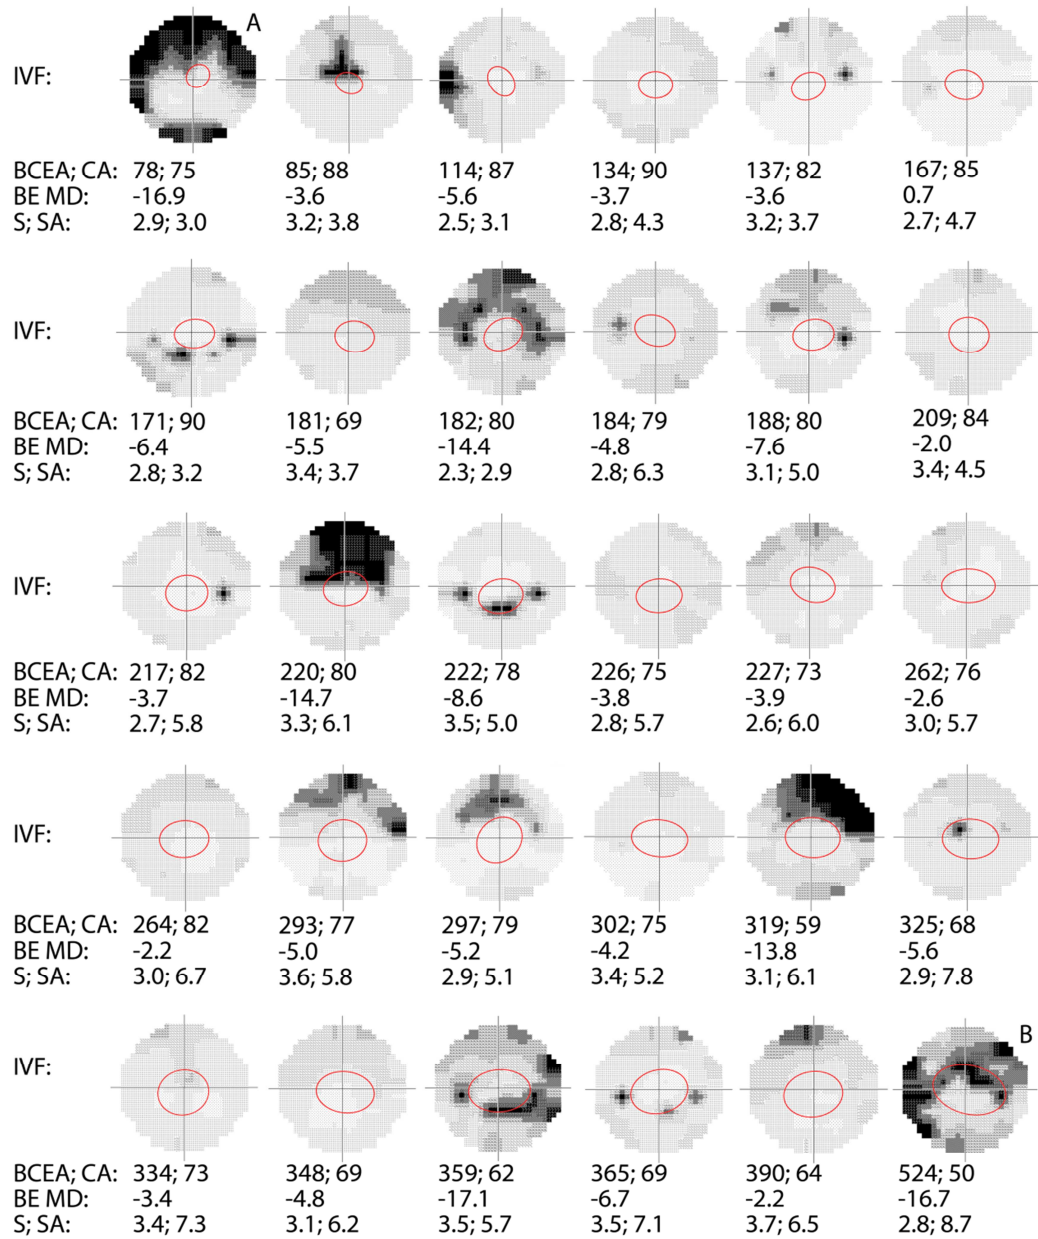 A
IVF:
BCEA; CA: 78; 75 85; 88 114; 87 134; 90 137; 82 167; 85
BE MD: -16.9 -3.6 -5.6 -3.7 -3.6 0.7
S; SA: 2.9; 3.0 3.2; 3.8 2.5; 3.1 2.8; 4.3 3.2; 3.7 2.7; 4.7
IVF:
BCEA; CA: 171; 90 181; 69 182; 80 184; 79 188; 80 209; 84
BE MD: -6.4 -5.5 -14.4 -4.8 -7.6 -2.0
S; SA: 2.8; 3.2 3.4; 3.7 2.3; 2.9 2.8; 6.3 3.1; 5.0 3.4; 4.5
IVF:
BCEA; CA: 217; 82 220; 80 222; 78 226; 75 227; 73 262; 76
BE MD: -3.7 -14.7 -8.6 -3.8 -3.9 -2.6
S; SA: 2.7; 5.8 3.3; 6.1 3.5; 5.0 2.8; 5.7 2.6; 6.0 3.0; 5.7
IVF:
BCEA; CA: 264; 82 293; 77 297; 79 302; 75 319; 59 325; 68
BE MD: -2.2 -5.0 -5.2 -4.2 -13.8 -5.6
S; SA: 3.0; 6.7 3.6; 5.8 2.9; 5.1 3.4; 5.2 3.1; 6.1 2.9; 7.8
B
IVF:
BCEA; CA: 334; 73 348; 69 359; 62 365; 69 390; 64 524; 50
BE MD: -3.4 -4.8 -17.1 -6.7 -2.2 -16.7
S; SA: 3.4; 7.3 3.1; 6.2 3.5; 5.7 3.5; 7.1 3.7; 6.5 2.8; 8.7